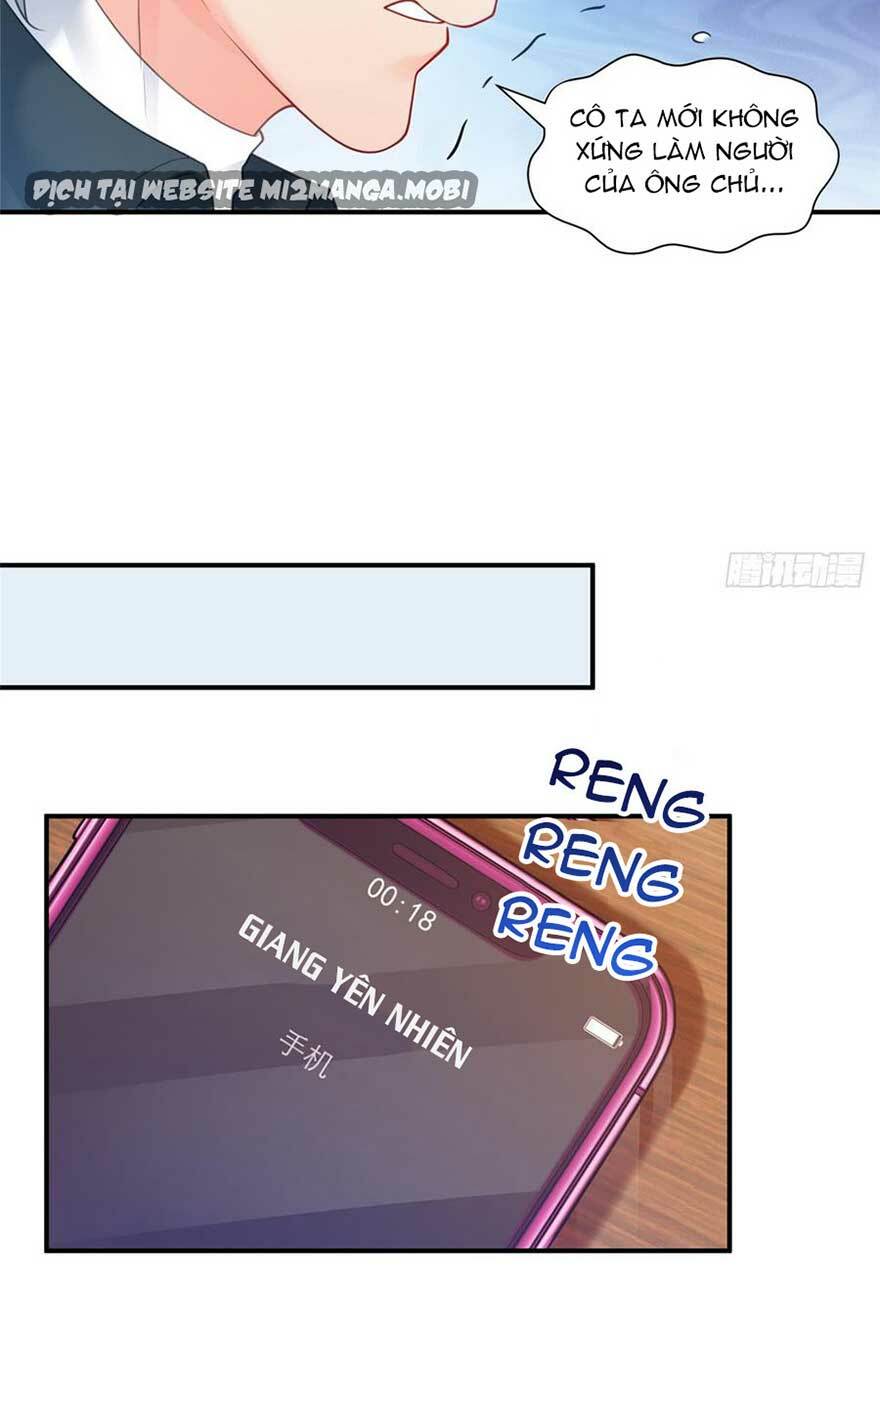 CÔ TA MỚI KHÔNG
XỨNG LÀM NGƯỜI
CỦA ÔNG CHỦ...
DỊCH TẠI WEBSITE MI2MANGA.MOBI
腾讯动漫
RENG
RENG
RENG
00:18
GIANG YÊN NHIÊN
手机